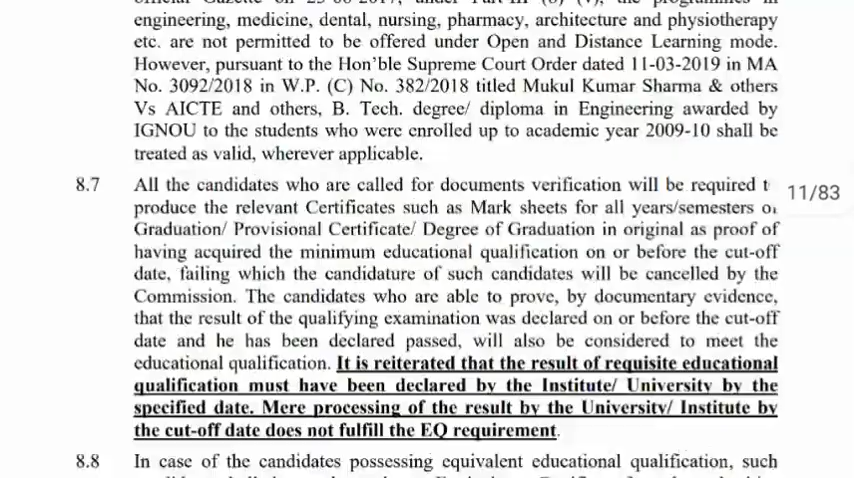 engineering, medicine, dental, nursing, pharmacy, architecture and physiotherapy
etc. are not permitted to be offered under Open and Distance Learning mode.
However, pursuant to the Hon'ble Supreme Court Order dated 11-03-2019 in MA
No. 3092/2018 in W.P. (C) No. 382/2018 titled Mukul Kumar Sharma & others
Vs AICTE and others, B. Tech. degree/ diploma in Engineering awarded by
IGNOU to the students who were enrolled up to academic year 2009-10 shall be
treated as valid, wherever applicable.
8.7 All the candidates who are called for documents verification will be required t
11/83
produce the relevant Certificates such as Mark sheets for all years/semesters
Graduation/ Provisional Certificate/ Degree of Graduation in original as proof of
having acquired the minimum educational qualification on or before the cut-off
date, failing which the candidature of such candidates will be cancelled by the
Commission. The candidates who are able to prove, by documentary evidence,
that the result of the qualifying examination was declared on or before the cut-off
date and he has been declared passed, will also be considered to meet the
educational qualification. It is reiterated that the result of requisite educational
qualification must have been declared by the Institute/ University by the
specified date. Mere processing of the result by the University/ Institute by
the cut-off date does not fulfill the EQ requirement.
8.8 In case of the candidates possessing equivalent educational qualification, such